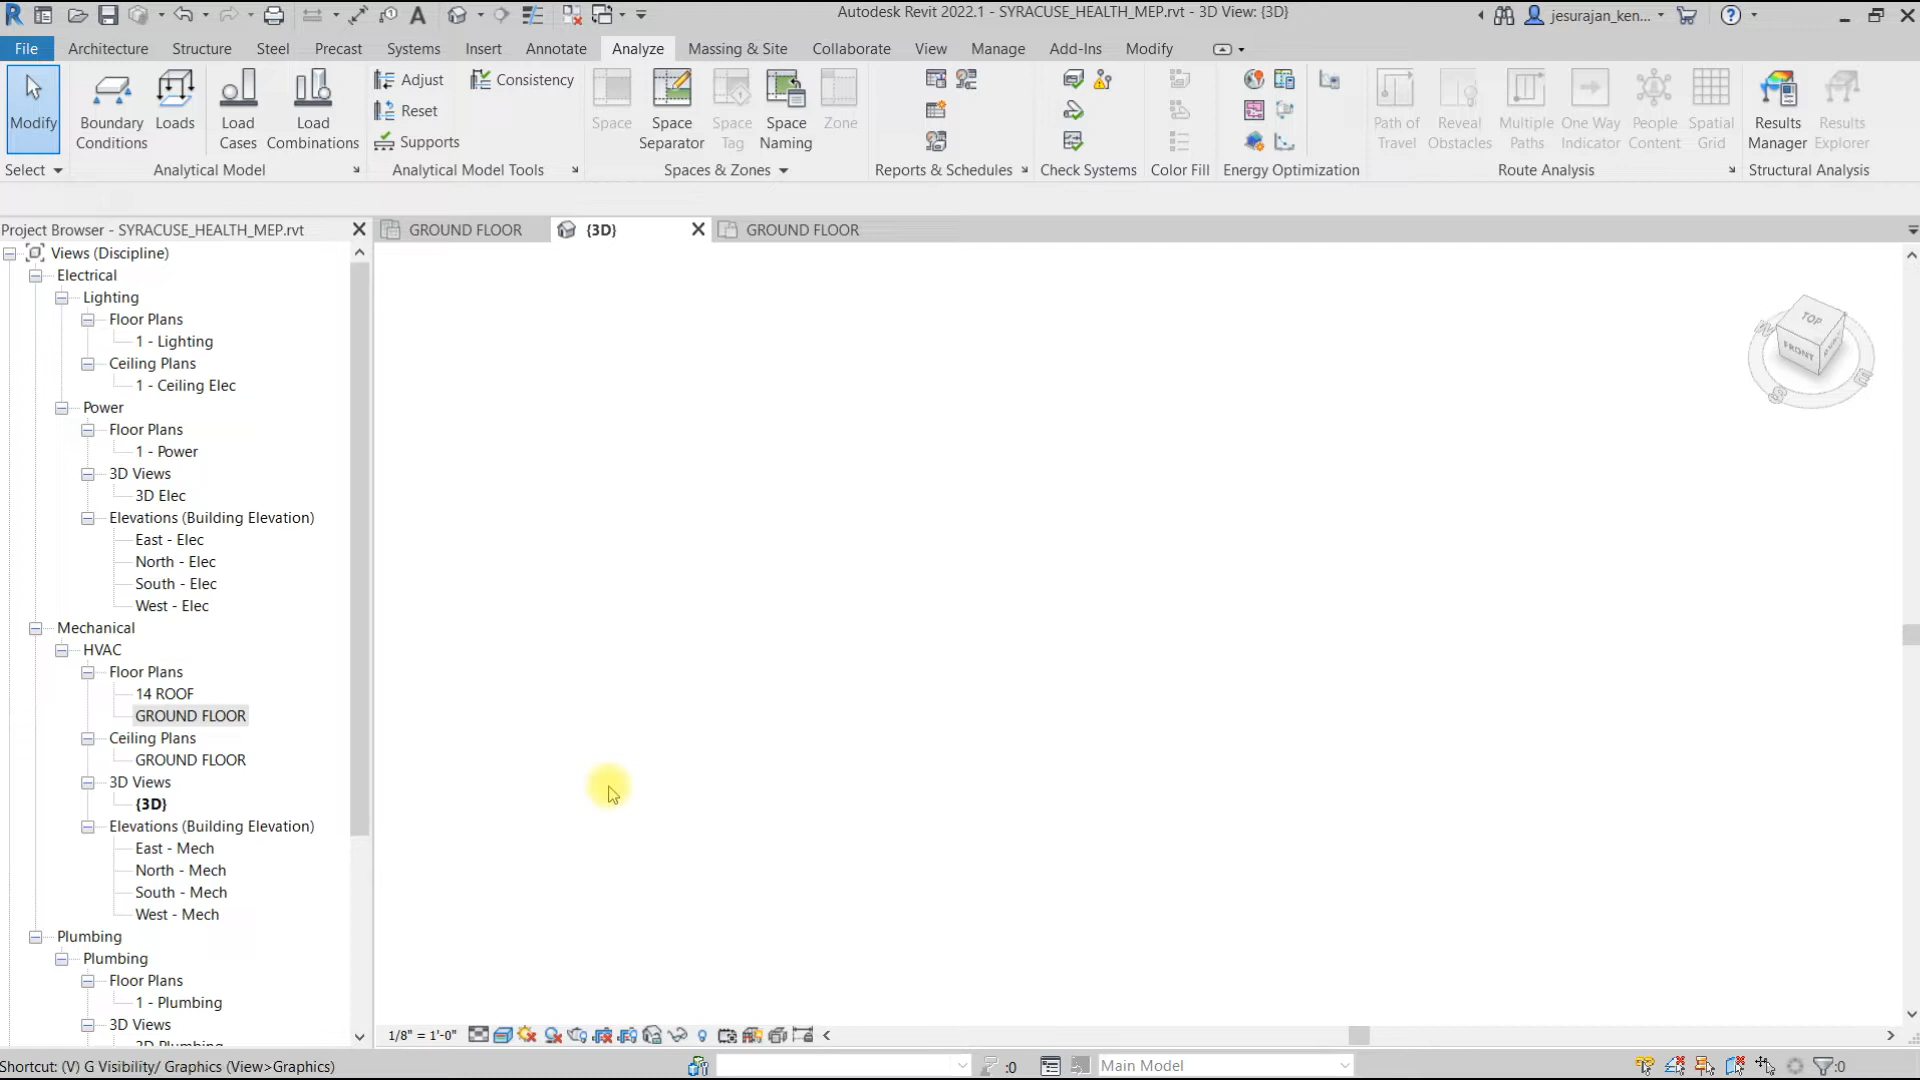 Autodesk Revit 2022.1 - SYRACUSE_HEALTH_MEP.rvt - 3D View: {3D}
jesurajan_ken...
File Architecture Structure Steel Precast Systems Insert Annotate Analyze Massing & Site Collaborate View Manage Add-Ins Modify
Modify
Boundary Conditions
Loads
Load Cases
Load Combinations
Adjust
Reset
Supports
Consistency
Space
Space Separator
Space Tag
Space Naming
Zone
Path of Travel
Reveal Obstacles
Multiple Paths
One Way Indicator
People Content
Spatial Grid
Results Manager
Results Explorer
Select Analytical Model Analytical Model Tools Spaces & Zones Reports & Schedules Check Systems Color Fill Energy Optimization Route Analysis Structural Analysis
Project Browser - SYRACUSE_HEALTH_MEP.rvt
GROUND FLOOR {3D} GROUND FLOOR
Views (Discipline)
Electrical
Lighting
Floor Plans
1 - Lighting
Ceiling Plans
1 - Ceiling Elec
Power
Floor Plans
1 - Power
3D Views
3D Elec
Elevations (Building Elevation)
East - Elec
North - Elec
South - Elec
West - Elec
Mechanical
HVAC
Floor Plans
14 ROOF
GROUND FLOOR
Ceiling Plans
GROUND FLOOR
3D Views
{3D}
Elevations (Building Elevation)
East - Mech
North - Mech
South - Mech
West - Mech
Plumbing
Plumbing
Floor Plans
1 - Plumbing
3D Views
TOP
FRONT
1/8" = 1'-0"
Shortcut: (V) G Visibility/ Graphics (View>Graphics)
:0
Main Model
:0